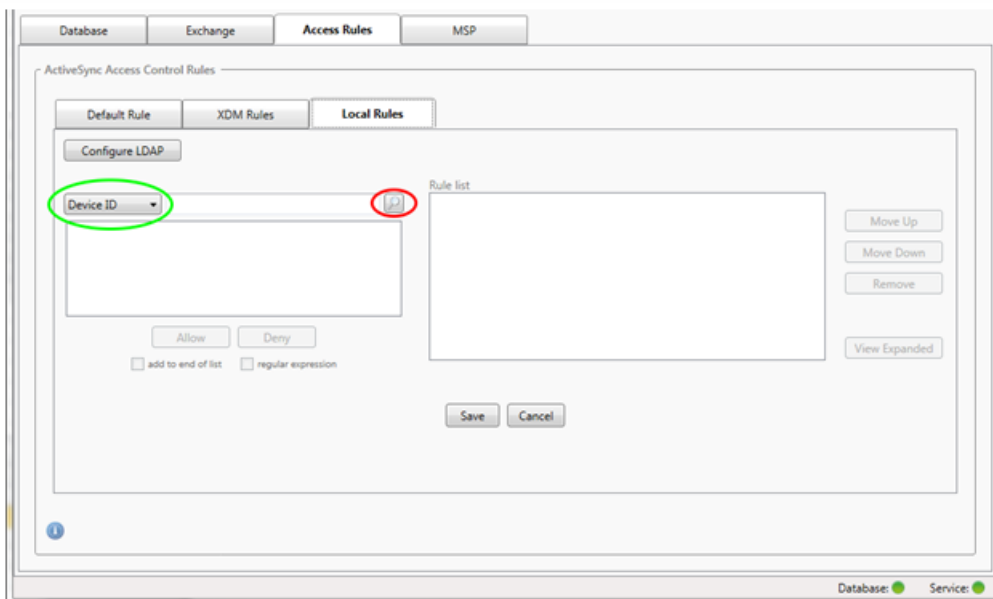 Database Exchange Access Rules MSP
ActiveSync Access Control Rules
Default Rule XDM Rules Local Rules
Configure LDAP
Rule list
Device ID
Move Up
Move Down
Remove
Allow Deny
View Expanded
add to end of list regular expression
Save Cancel
Database: Service: